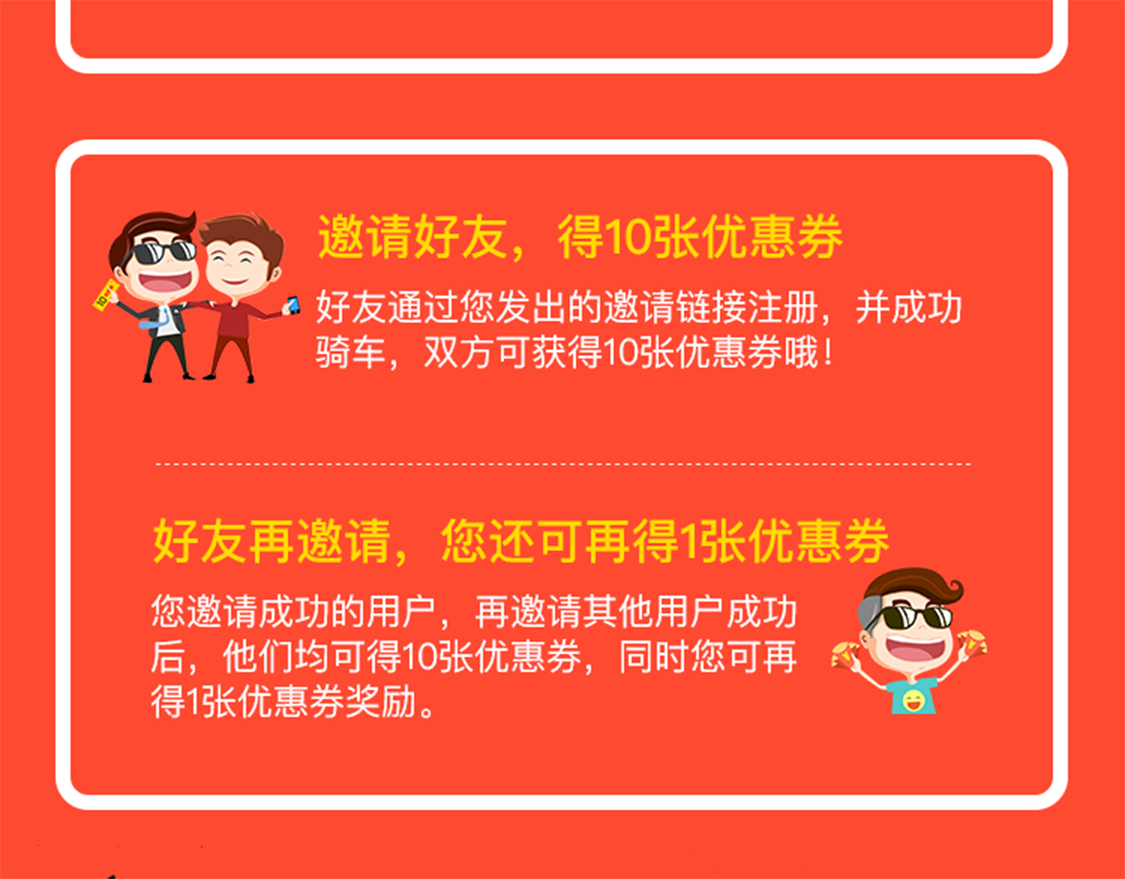 邀请好友，得10张优惠券
好友通过您发出的邀请链接注册，并成功
骑车，双方可获得10张优惠券哦！
好友再邀请，您还可再得1张优惠券
您邀请成功的用户，再邀请其他用户成功
后，他们均可得10张优惠券，同时您可再
得1张优惠券奖励。